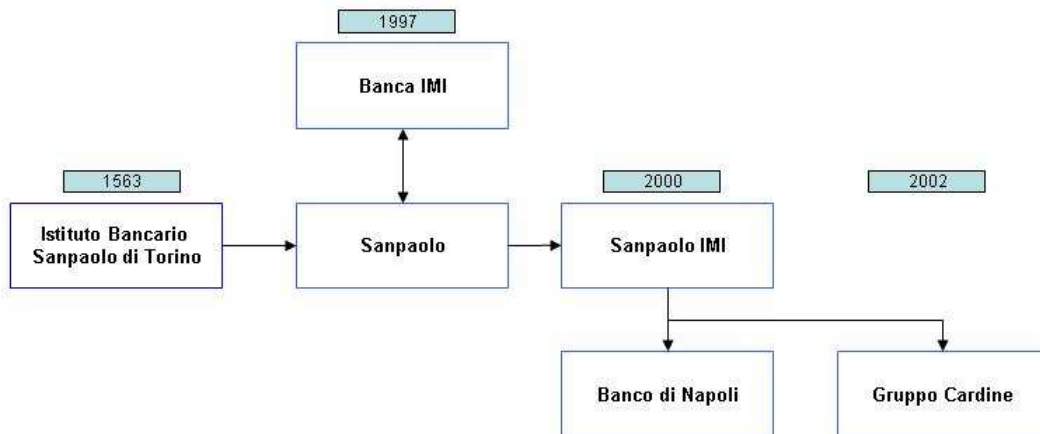 1997
Banca IMI
1563
2000
2002
Istituto Bancario
Sanpaolo di Torino
Sanpaolo
Sanpaolo IMI
Banco di Napoli
Gruppo Cardine